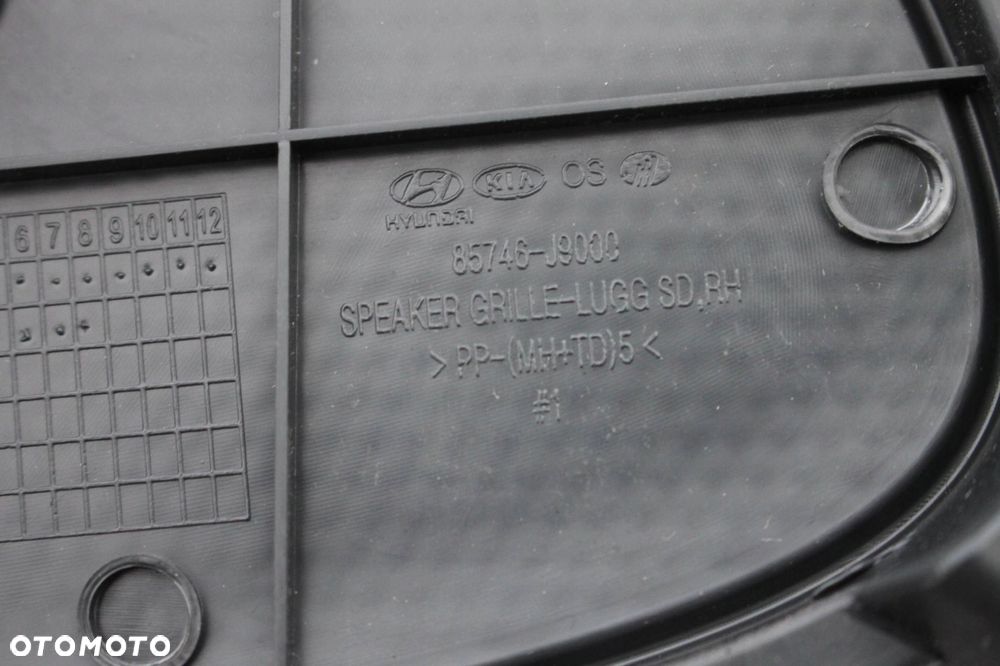 HYUNDAI KIA OS
85746-J9000
SPEAKER GRILLE-LUGG SD,RH
>PP-(MH+TD)5<
#1
6 7 8 9 10 11 12
OTOMOTO